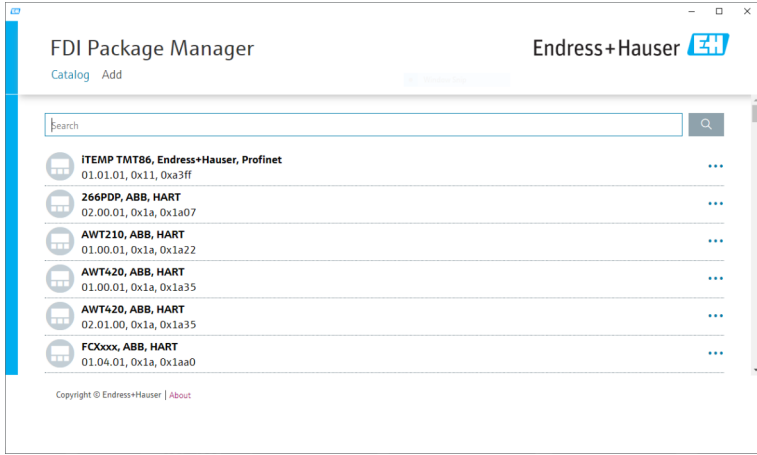 FDI Package Manager
Endress+Hauser EH
Catalog Add
Search
iTEMP TMT86, Endress+Hauser, Profinet
01.01.01, 0x11, 0xa3ff
266PDP, ABB, HART
02.00.01, 0x1a, 0x1a07
AWT210, ABB, HART
01.00.01, 0x1a, 0x1a22
AWT420, ABB, HART
01.00.01, 0x1a, 0x1a35
AWT420, ABB, HART
02.01.00, 0x1a, 0x1a35
FCXxxx, ABB, HART
01.04.01, 0x1a, 0x1aa0
Copyright © Endress+Hauser | About